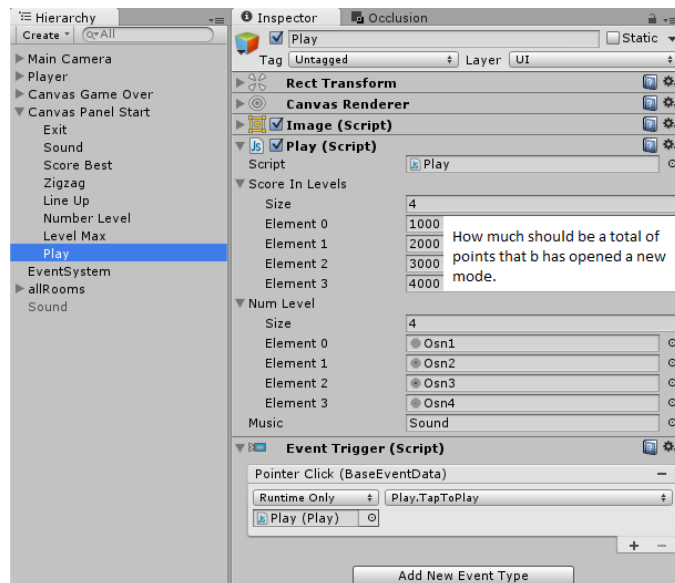 Hierarchy
Create
All
Main Camera
Player
Canvas Game Over
Canvas Panel Start
Exit
Sound
Score Best
Zigzag
Line Up
Number Level
Level Max
Play
EventSystem
allRooms
Sound
Inspector
Occlusion
Play
Static
Tag Untagged Layer UI
Rect Transform
Canvas Renderer
Image (Script)
Play (Script)
Script Play
Score In Levels
Size 4
Element 0 1000
Element 1 2000
Element 2 3000
Element 3 4000
How much should be a total of
points that b has opened a new
mode.
Num Level
Size 4
Element 0 Osn1
Element 1 Osn2
Element 2 Osn3
Element 3 Osn4
Music Sound
Event Trigger (Script)
Pointer Click (BaseEventData)
Runtime Only Play.TapToPlay
Play (Play)
Add New Event Type